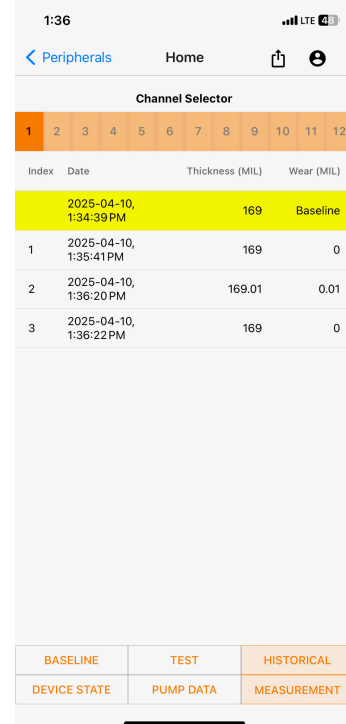 1:36 LTE 48
Peripherals Home
Channel Selector
1 2 3 4 5 6 7 8 9 10 11 12
Index Date Thickness (MIL) Wear (MIL)
2025-04-10,
1:34:39 PM 169 Baseline
1 2025-04-10,
1:35:41 PM 169 0
2 2025-04-10,
1:36:20 PM 169.01 0.01
3 2025-04-10,
1:36:22 PM 169 0
BASELINE TEST HISTORICAL
DEVICE STATE PUMP DATA MEASUREMENT